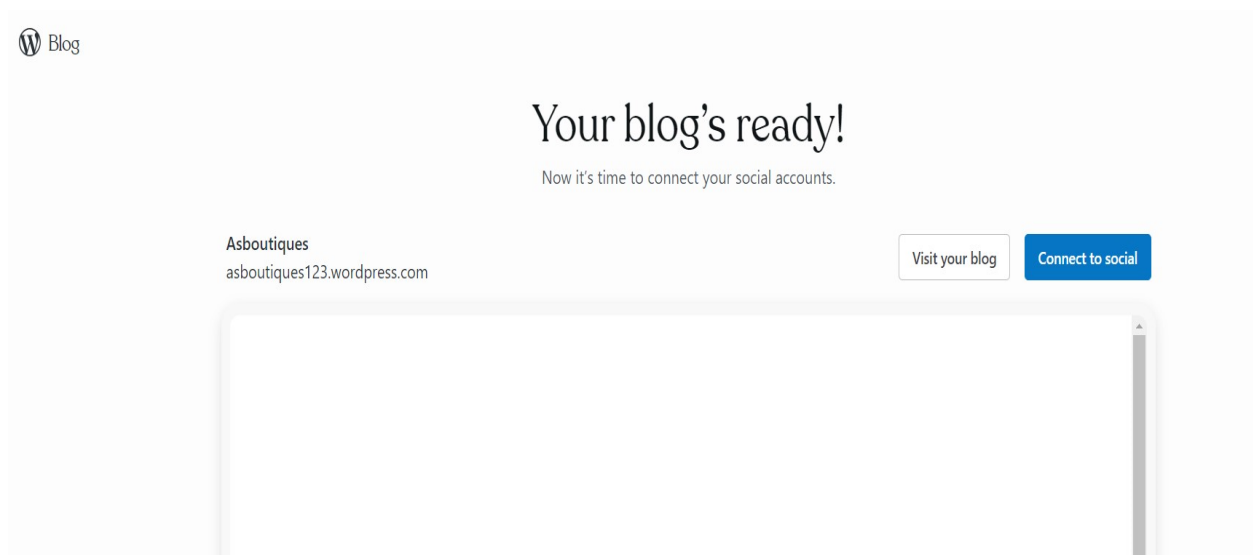 Blog
Your blog’s ready!
Now it’s time to connect your social accounts.
Asboutiques
asboutiques123.wordpress.com
Visit your blog
Connect to social